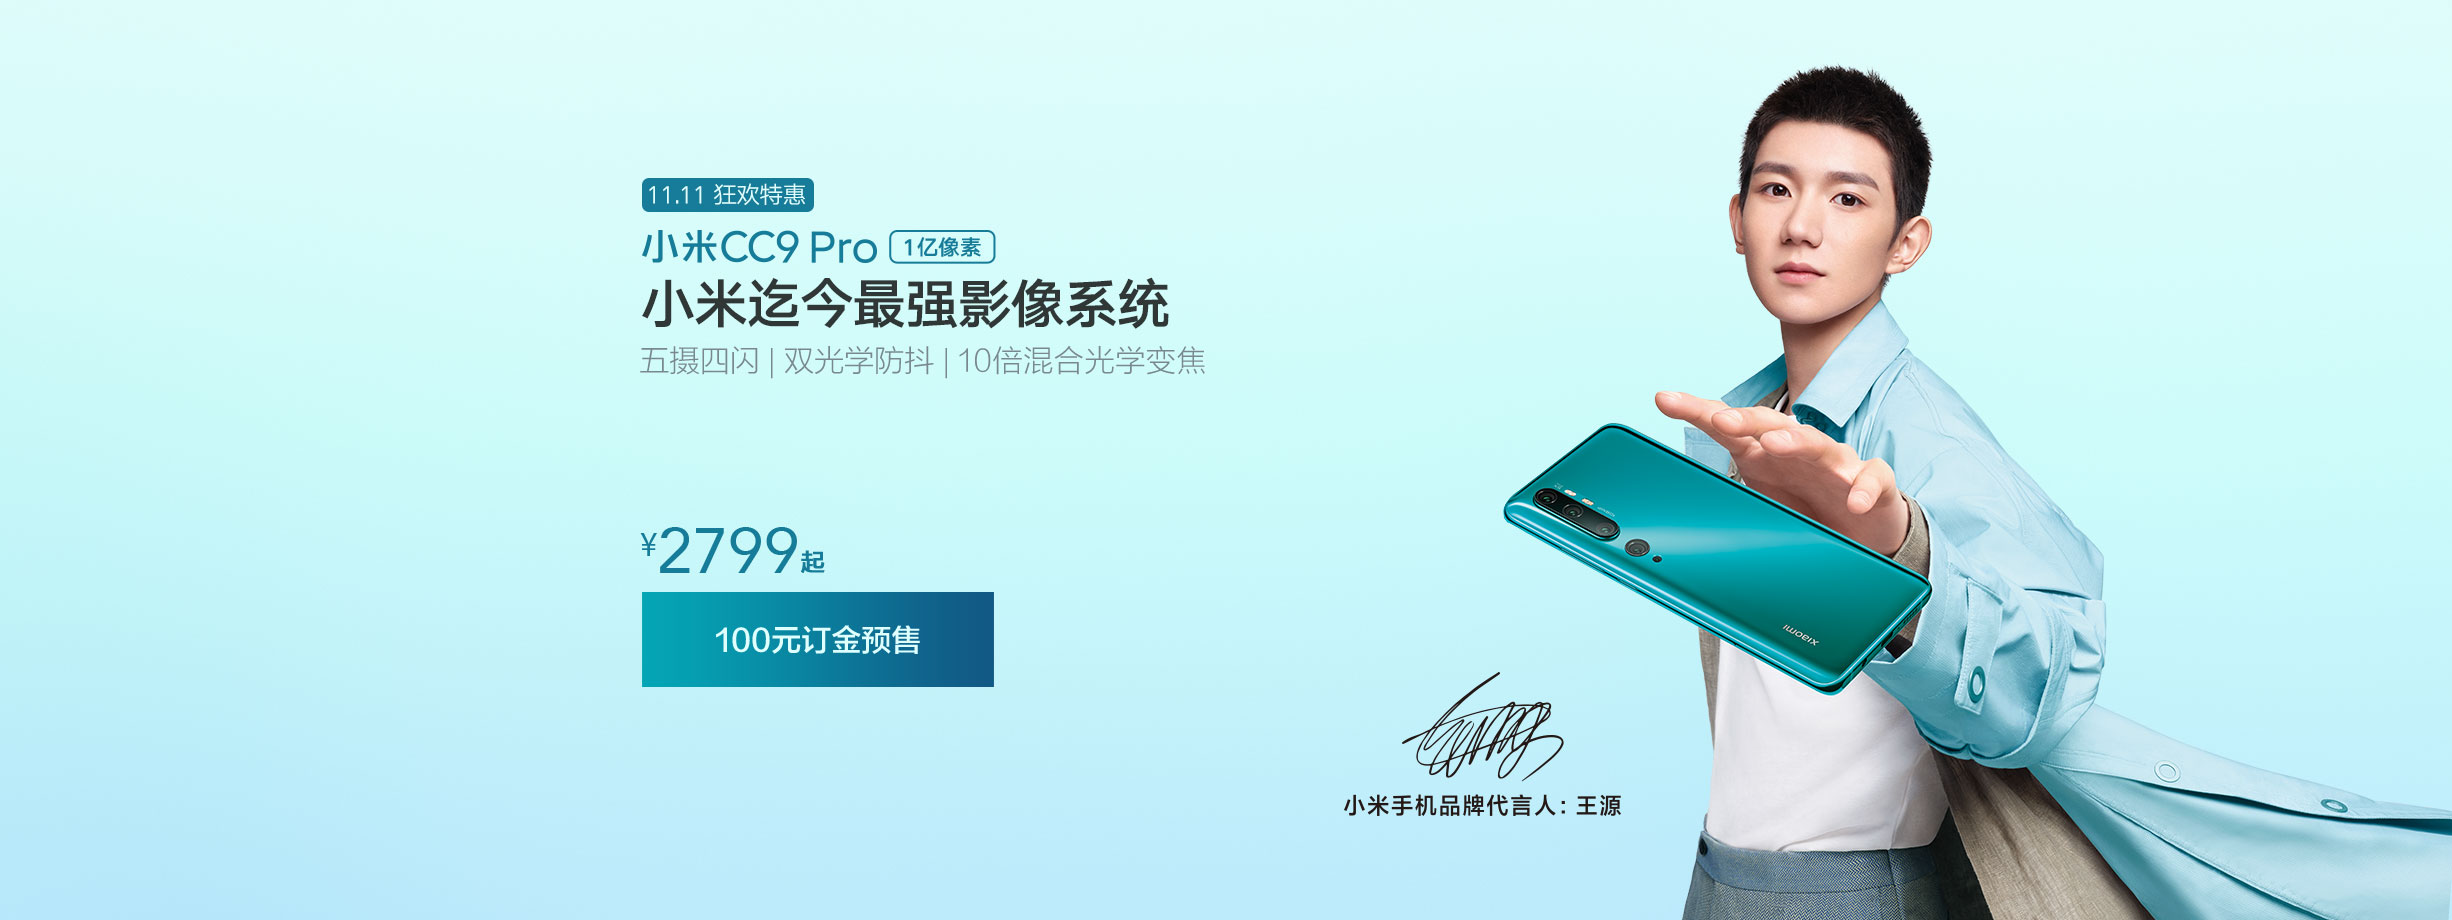 11.11 狂欢特惠
小米CC9 Pro 1亿像素
小米迄今最强影像系统
五摄四闪 | 双光学防抖 | 10倍混合光学变焦
¥2799起
100元订金预售
xiaomi
小米手机品牌代言人：王源